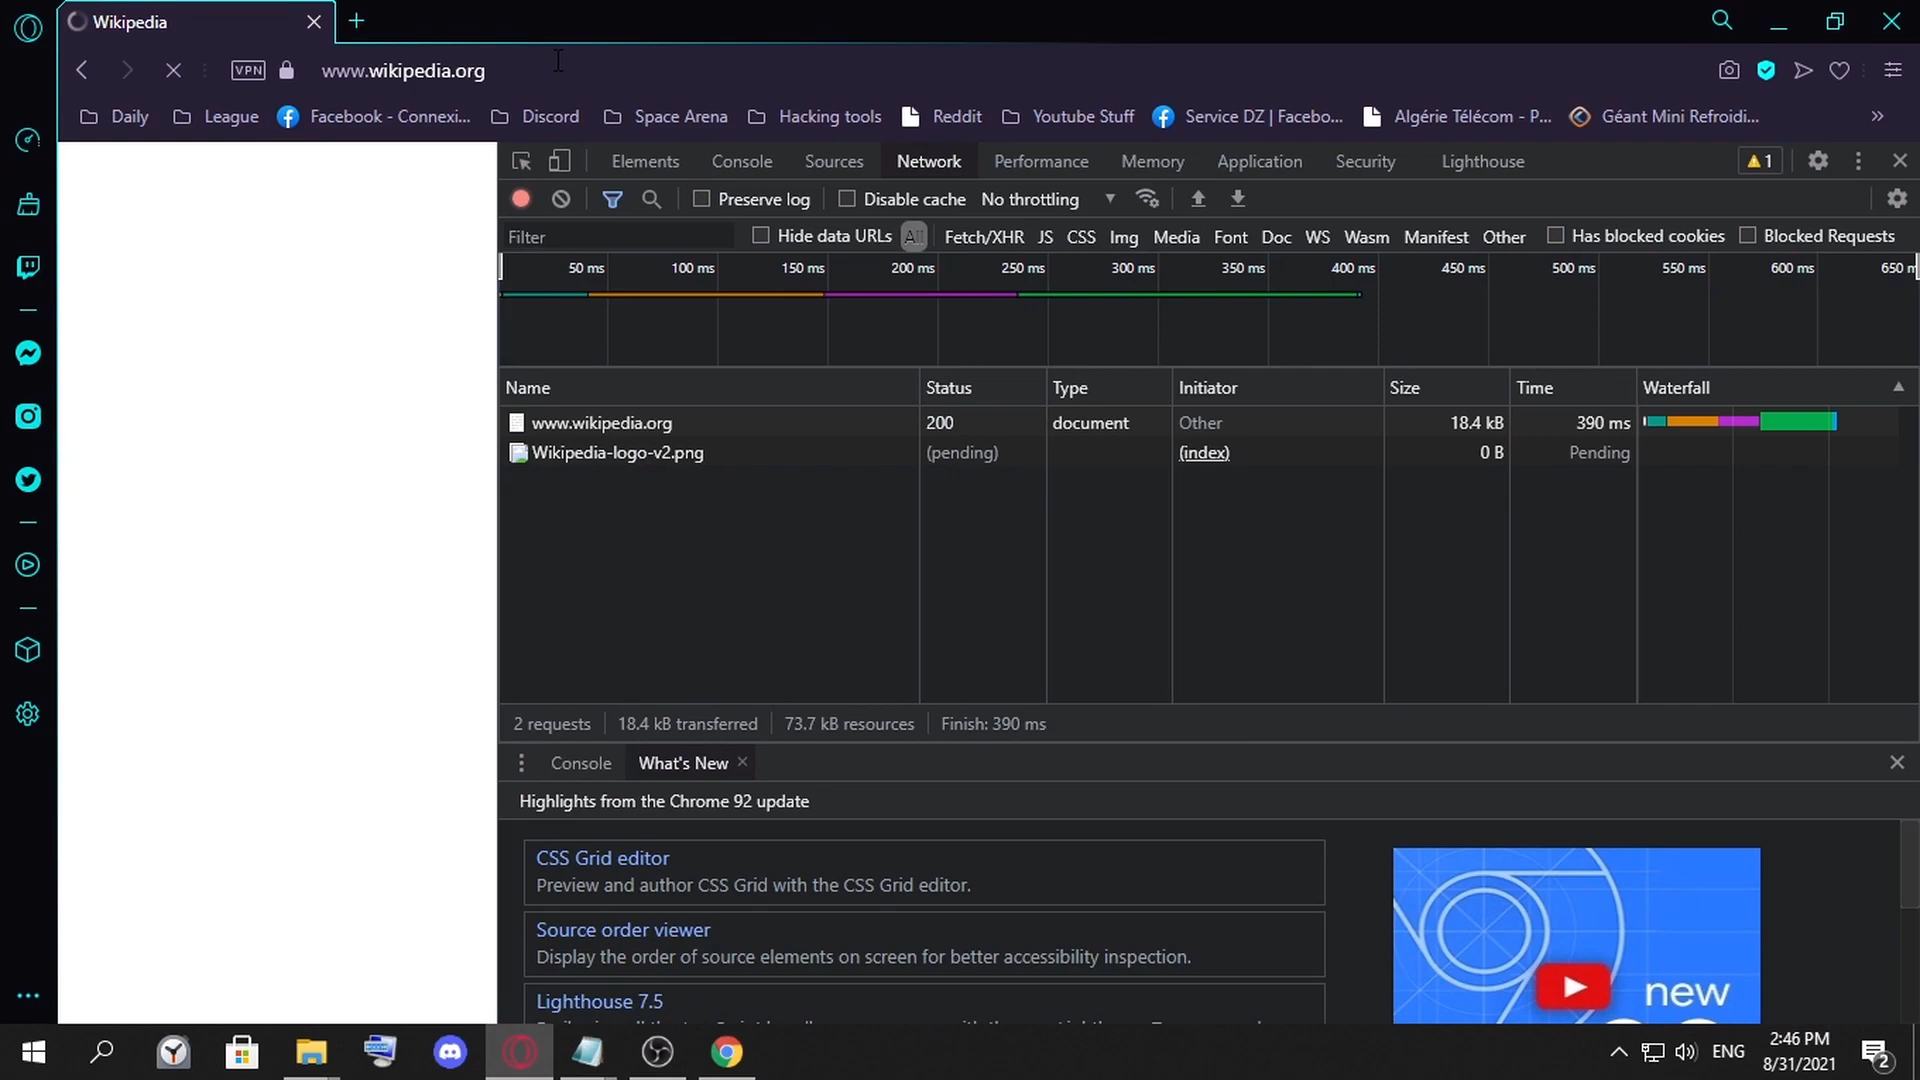 Wikipedia
VPN www.wikipedia.org
Daily League Facebook - Connexi... Discord Space Arena Hacking tools Reddit Youtube Stuff Service DZ | Facebo... Algérie Télécom - P... Géant Mini Refroidi... »
Elements Console Sources Network Performance Memory Application Security Lighthouse 1
Preserve log Disable cache No throttling
Filter Hide data URLs All Fetch/XHR JS CSS Img Media Font Doc WS Wasm Manifest Other Has blocked cookies Blocked Requests
50 ms 100 ms 150 ms 200 ms 250 ms 300 ms 350 ms 400 ms 450 ms 500 ms 550 ms 600 ms 650 m
Name Status Type Initiator Size Time Waterfall
www.wikipedia.org 200 document Other 18.4 kB 390 ms
Wikipedia-logo-v2.png (pending) (index) 0 B Pending
2 requests 18.4 kB transferred 73.7 kB resources Finish: 390 ms
Console What's New
Highlights from the Chrome 92 update
CSS Grid editor
Preview and author CSS Grid with the CSS Grid editor.
Source order viewer
Display the order of source elements on screen for better accessibility inspection.
new
Lighthouse 7.5
ENG 2:46 PM
8/31/2021 2